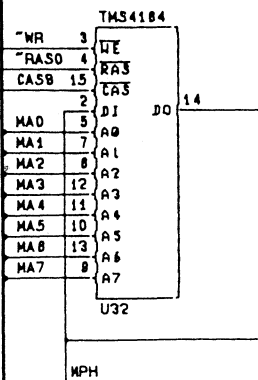 TMS4164
~WR 3 WE
~RAS0 4 RAS
CASB 15 CAS
2 DI DO 14
MA0 5 A0
MA1 7 A1
MA2 6 A2
MA3 12 A3
MA4 11 A4
MA5 10 A5
MA6 13 A6
MA7 9 A7
U32
MPH